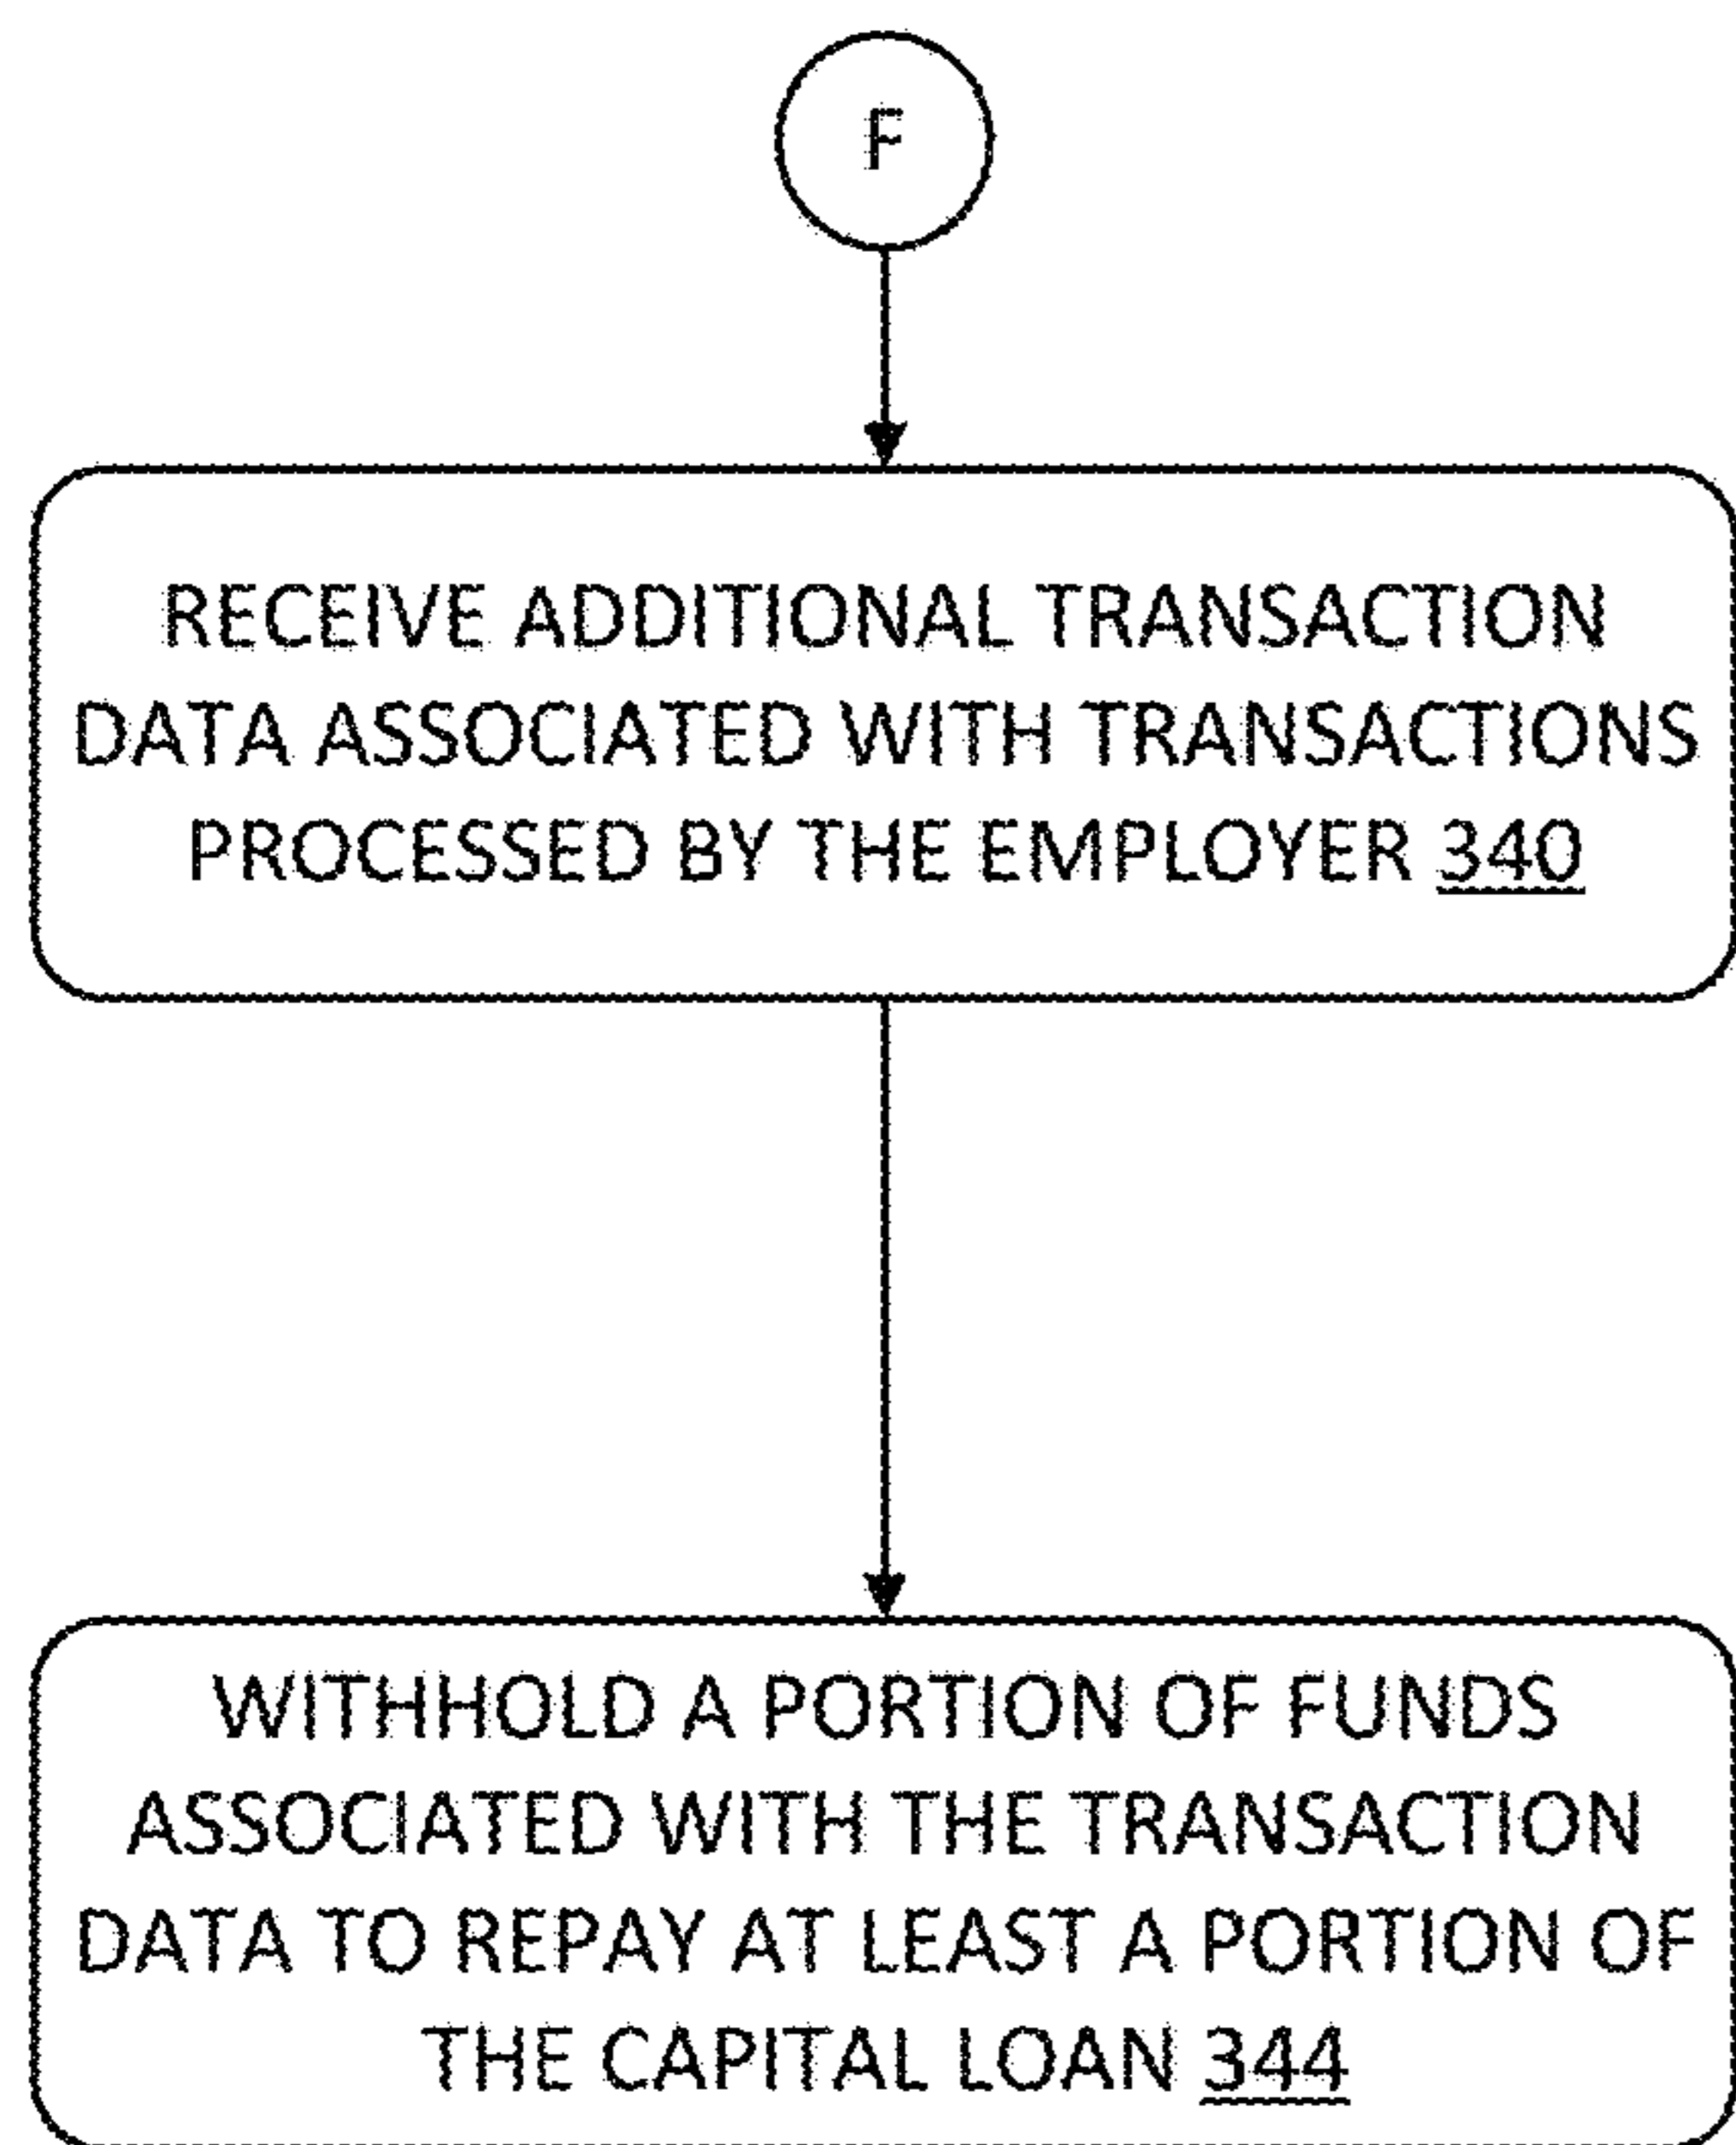 F
RECEIVE ADDITIONAL TRANSACTION
DATA ASSOCIATED WITH TRANSACTIONS
PROCESSED BY THE EMPLOYER 340
WITHHOLD A PORTION OF FUNDS
ASSOCIATED WITH THE TRANSACTION
DATA TO REPAY AT LEAST A PORTION OF
THE CAPITAL LOAN 344